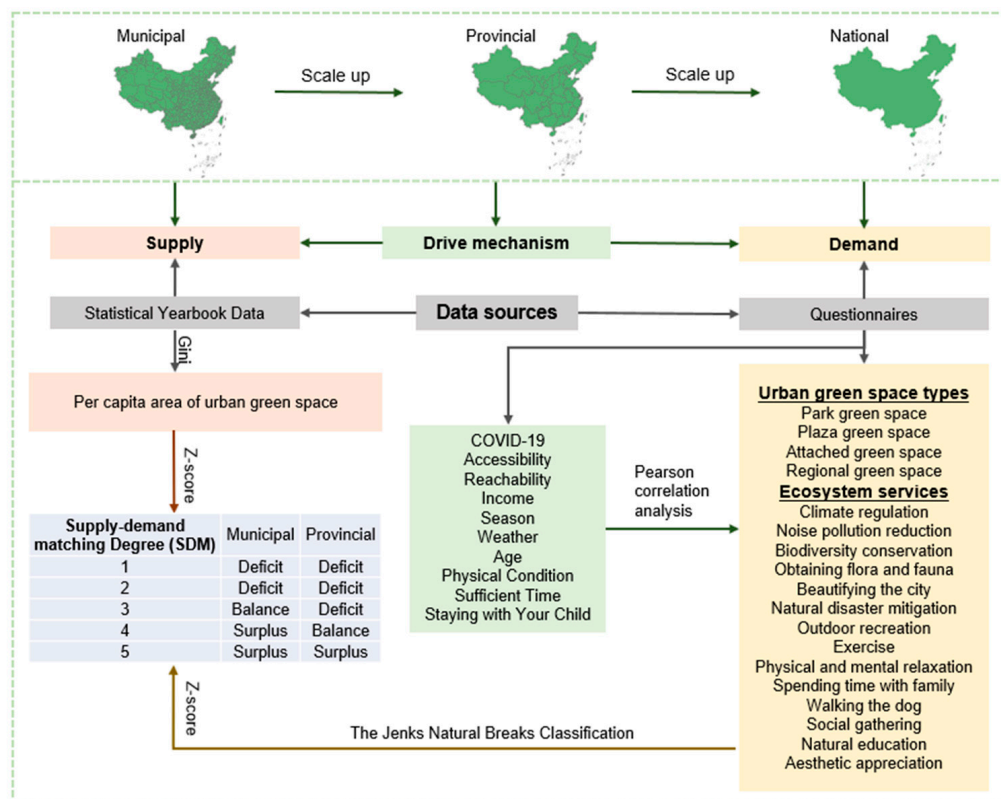 Municipal
Provincial
National
Scale up
Scale up
Supply
Drive mechanism
Demand
Statistical Yearbook Data
Data sources
Questionnaires
Gini
Per capita area of urban green space
Z-score
Supply-demand
matching Degree (SDM)
Municipal
Provincial
1 Deficit Deficit
2 Deficit Deficit
3 Balance Deficit
4 Surplus Balance
5 Surplus Surplus
Z-score
COVID-19
Accessibility
Reachability
Income
Season
Weather
Age
Physical Condition
Sufficient Time
Staying with Your Child
Pearson
correlation
analysis
Urban green space types
Park green space
Plaza green space
Attached green space
Regional green space
Ecosystem services
Climate regulation
Noise pollution reduction
Biodiversity conservation
Obtaining flora and fauna
Beautifying the city
Natural disaster mitigation
Outdoor recreation
Exercise
Physical and mental relaxation
Spending time with family
Walking the dog
Social gathering
Natural education
Aesthetic appreciation
The Jenks Natural Breaks Classification